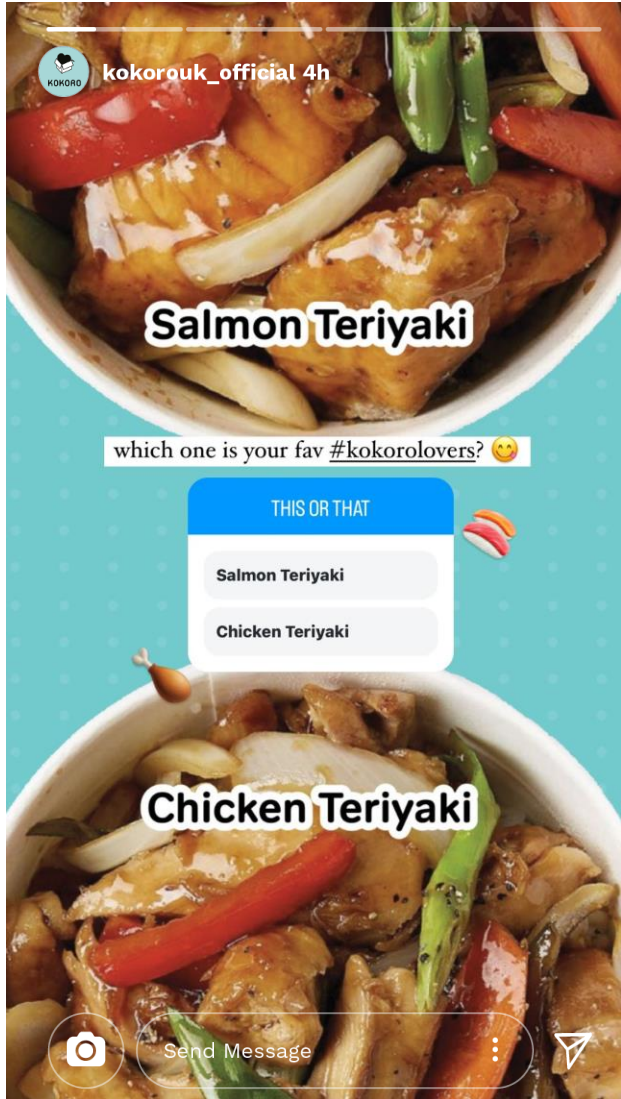 KOKORO
kokorouk_official 4h
Salmon Teriyaki
which one is your fav #kokorolovers? 😋
THIS OR THAT
Salmon Teriyaki
Chicken Teriyaki
Chicken Teriyaki
Send Message